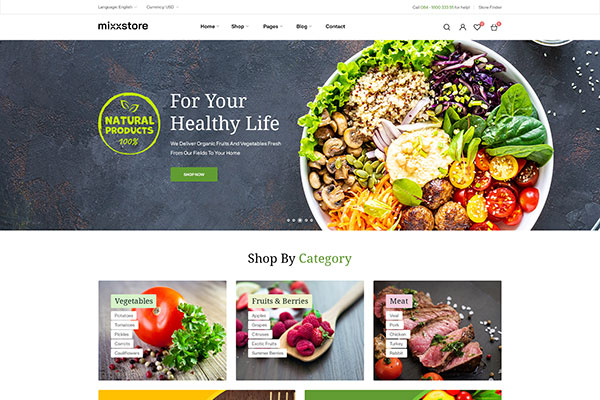 Language: English
Currency: USD
Call 084 - 1800 333 55 for help!
Store Finder
mixxstore
Home
Shop
Pages
Blog
Contact
NATURAL
PRODUCTS
100%
For Your
Healthy Life
We Deliver Organic Fruits And Vegetables Fresh
From Our Fields To Your Home
SHOP NOW
Shop By Category
Vegetables
Potatoes
Tomatoes
Pickles
Carrots
Cauliflowers
Fruits & Berries
Apples
Grapes
Citruses
Exotic Fruits
Summer Berries
Meat
Veal
Pork
Chicken
Turkey
Rabbit